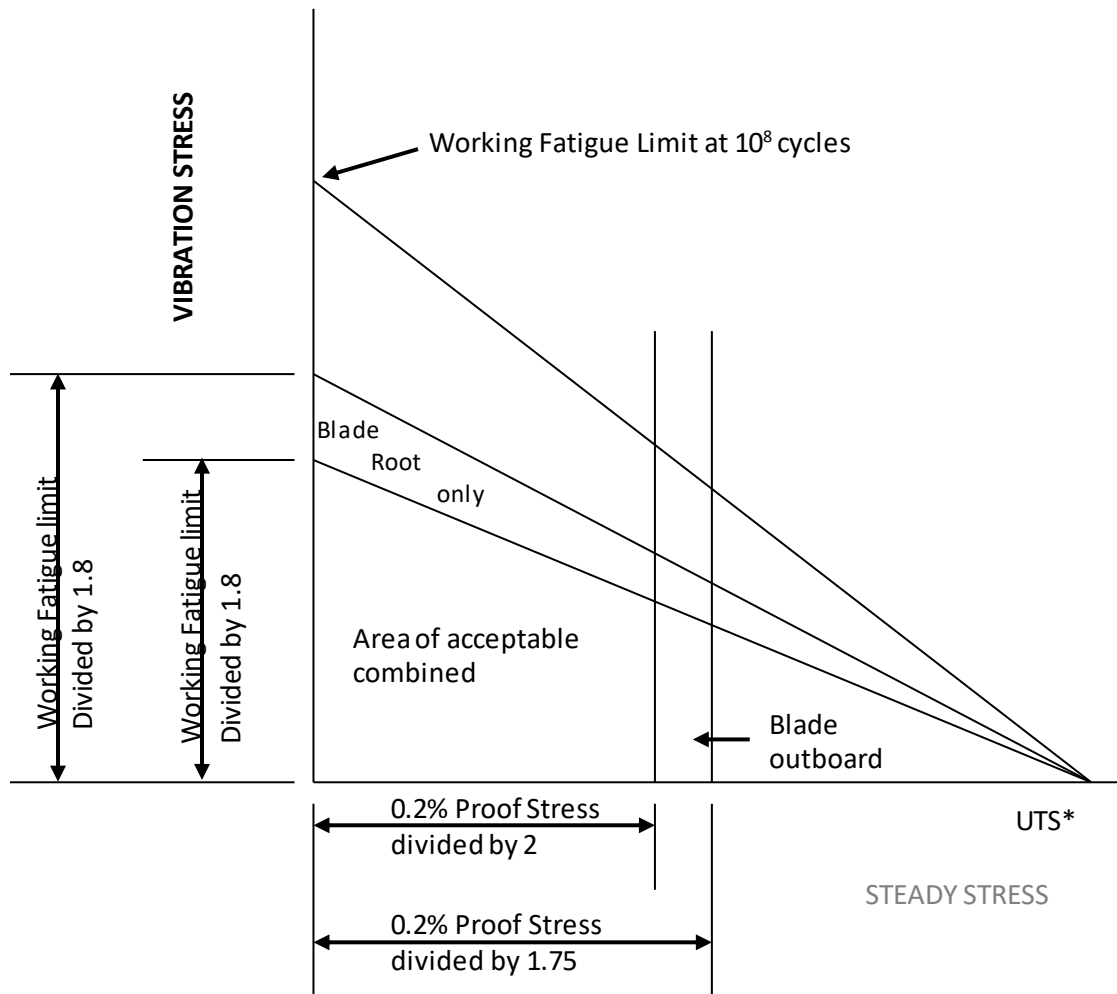 VIBRATION STRESS
Working Fatigue Limit at 10⁸ cycles
Blade
Root
only
Working Fatigue limit
Divided by 1.8
Working Fatigue limit
Divided by 1.8
Area of acceptable
combined
Blade
outboard
0.2% Proof Stress
divided by 2
UTS*
STEADY STRESS
0.2% Proof Stress
divided by 1.75